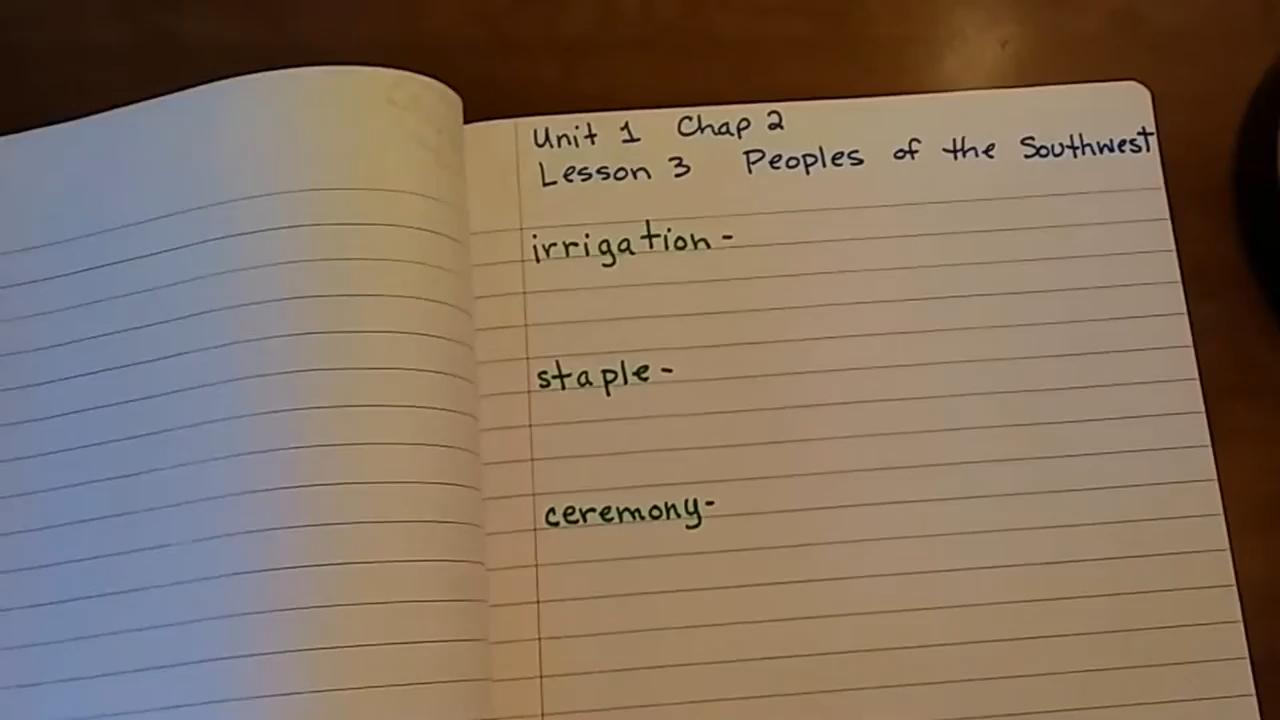 Unit 1 Chap 2
Lesson 3 Peoples of the Southwest
irrigation-
staple-
ceremony-